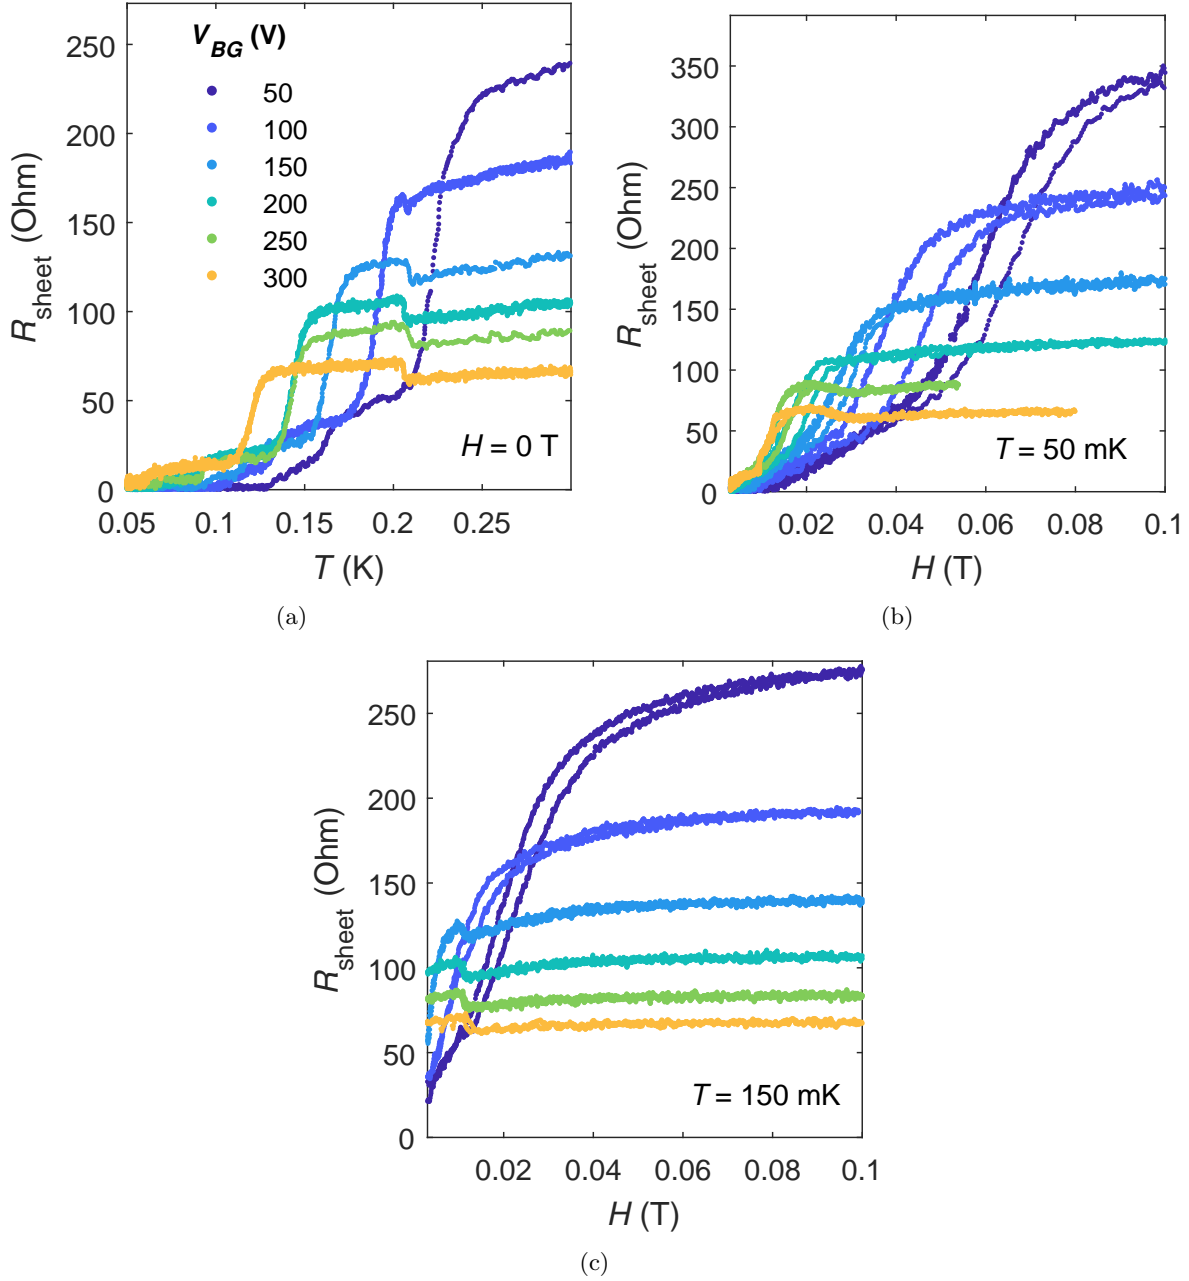 V_BG (V)
50
100
150
200
250
300
250
200
150
100
50
0
R_sheet (Ohm)
H = 0 T
0.05 0.1 0.15 0.2 0.25
T (K)
(a)
350
300
250
200
150
100
50
0
R_sheet (Ohm)
T = 50 mK
0.02 0.04 0.06 0.08 0.1
H (T)
(b)
250
200
150
100
50
0
R_sheet (Ohm)
T = 150 mK
0.02 0.04 0.06 0.08 0.1
H (T)
(c)